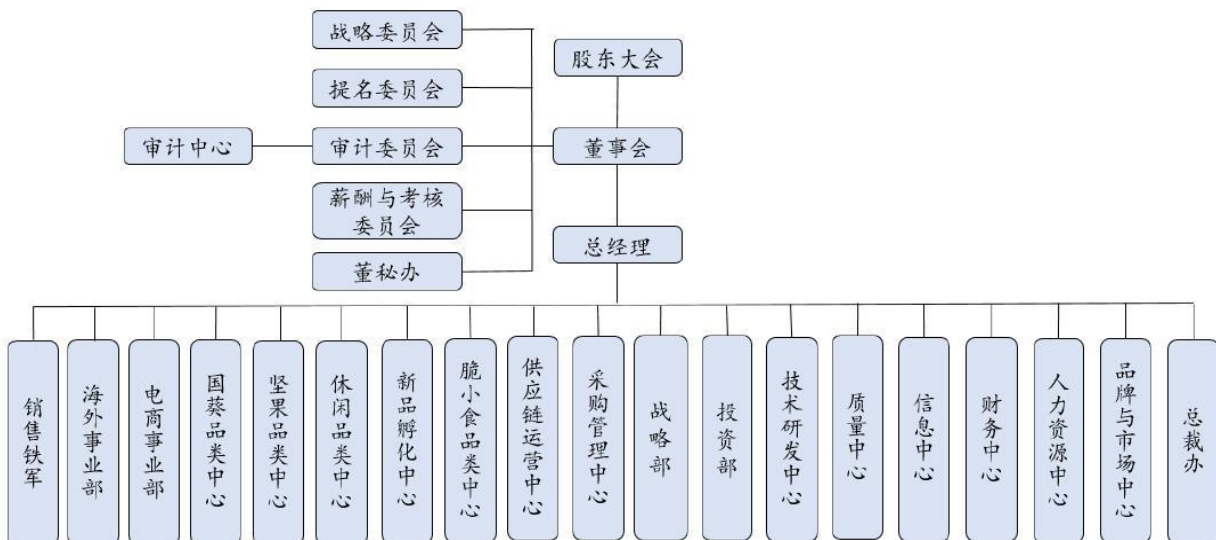 战略委员会
股东大会
提名委员会
审计中心
审计委员会
董事会
薪酬与考核
委员会
总经理
董秘办
销售铁军
海外事业部
电商事业部
国葵品类中心
坚果品类中心
休闲品类中心
新品孵化中心
脆小食品类中心
供应链运营中心
采购管理中心
战略部
投资部
技术研发中心
质量中心
信息中心
财务中心
人力资源中心
品牌与市场中心
总裁办